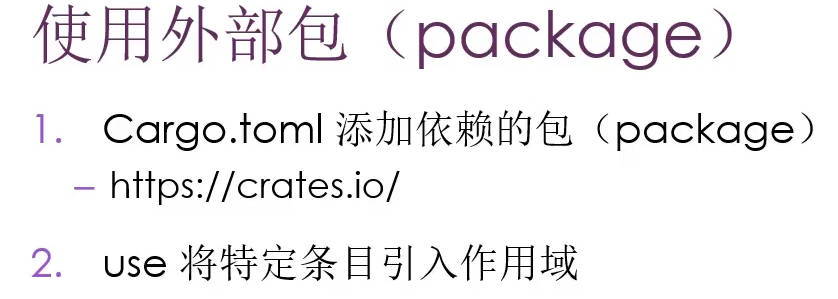 使用外部包（package）
1. Cargo.toml 添加依赖的包（package）
– https://crates.io/
2. use 将特定条目引入作用域